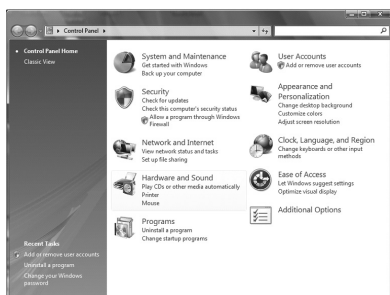 Control Panel
Control Panel Home
Classic View
System and Maintenance
Get started with Windows
Back up your computer
Security
Check for updates
Check this computer's security status
Allow a program through Windows
Firewall
Network and Internet
View network status and tasks
Set up file sharing
Hardware and Sound
Play CDs or other media automatically
Printer
Mouse
Programs
Uninstall a program
Change startup programs
User Accounts
Add or remove user accounts
Appearance and
Personalization
Change desktop background
Customize colors
Adjust screen resolution
Clock, Language, and Region
Change keyboards or other input
methods
Ease of Access
Let Windows suggest settings
Optimize visual display
Additional Options
Recent Tasks
Add or remove user accounts
Uninstall a program
Change your Windows
password